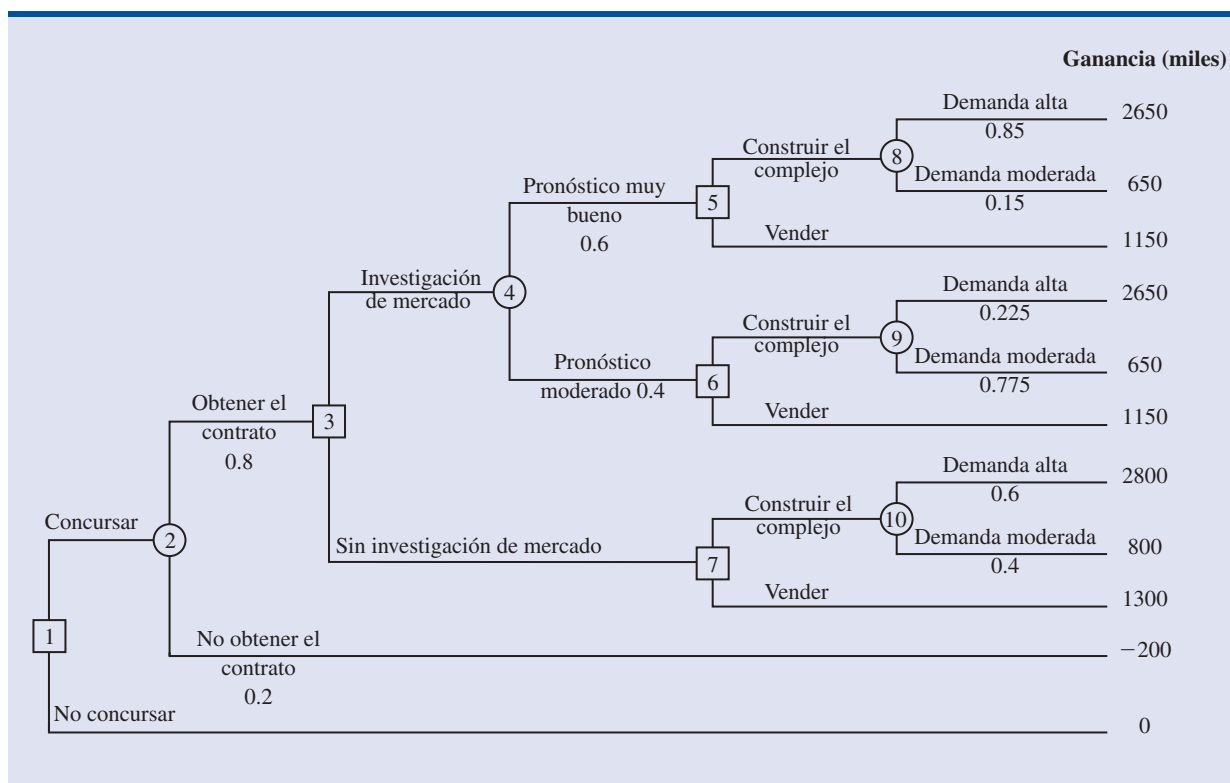 Ganancia (miles)
Demanda alta
2650
0.85
Construir el
complejo
8
Demanda moderada
650
0.15
Pronóstico muy
bueno
0.6
5
Vender
1150
Investigación
de mercado
4
Demanda alta
2650
0.225
Construir el
complejo
9
Demanda moderada
650
0.775
Pronóstico
moderado 0.4
6
Vender
1150
Obtener el
contrato
0.8
3
Demanda alta
2800
0.6
Construir el
complejo
10
Demanda moderada
800
0.4
Concursar
2
Sin investigación de mercado
7
Vender
1300
1
No obtener el
contrato
0.2
−200
No concursar
0